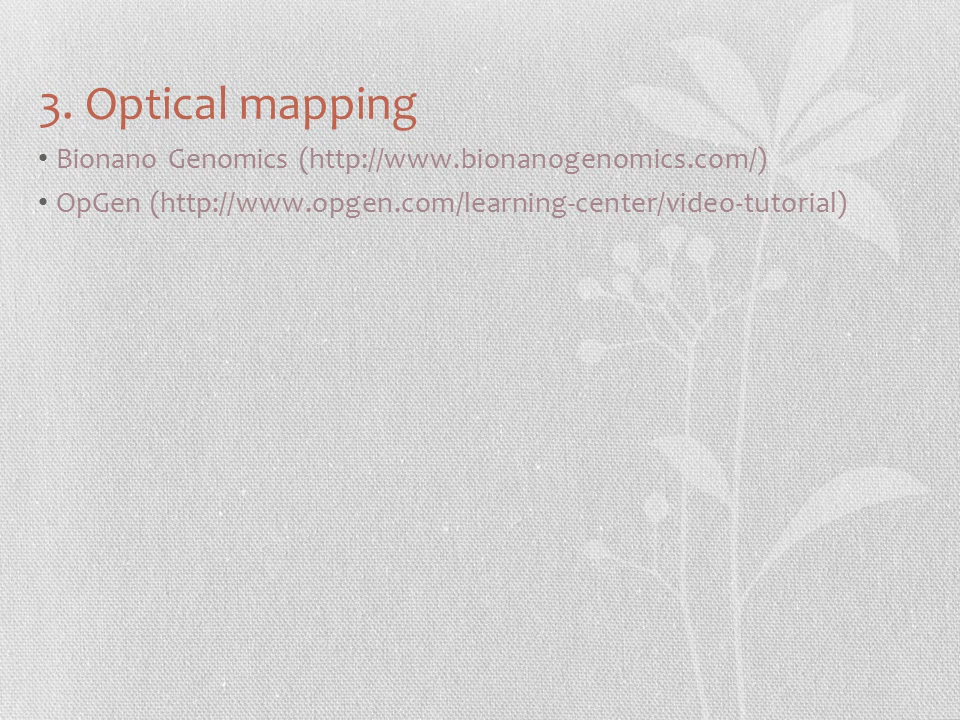 3. Optical mapping
• Bionano Genomics (http://www.bionanogenomics.com/)
• OpGen (http://www.opgen.com/learning-center/video-tutorial)